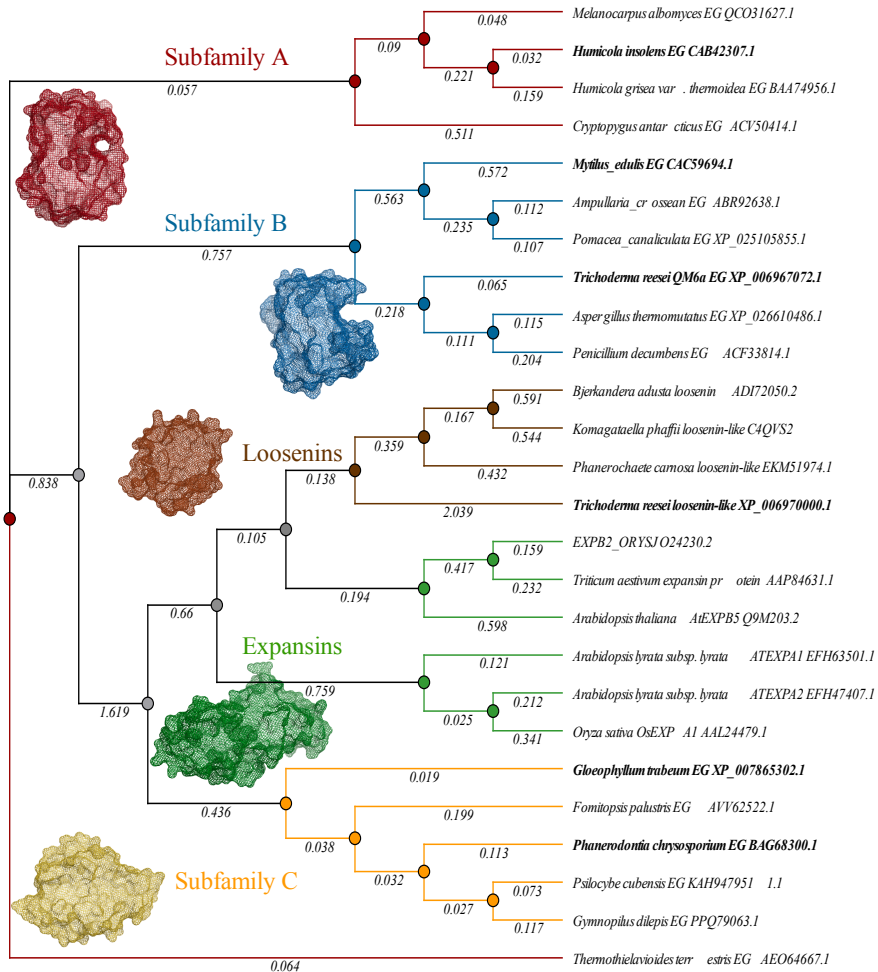 Melanocarpus albomyces EG QCO31627.1
0.048
0.09
Subfamily A
Humicola insolens EG CAB42307.1
0.032
0.221
0.057
Humicola grisea var . thermoidea EG BAA74956.1
0.159
Cryptopygus antar cticus EG ACV50414.1
0.511
Mytilus_edulis EG CAC59694.1
0.572
0.563
Ampullaria_cr ossean EG ABR92638.1
0.112
Subfamily B
0.235
Pomacea_canaliculata EG XP_025105855.1
0.107
0.757
Trichoderma reesei QM6a EG XP_006967072.1
0.065
0.218
Aspergillus thermomutatus EG XP_026610486.1
0.115
0.111
Penicillium decumbens EG ACF33814.1
0.204
Bjerkandera adusta loosenin ADI72050.2
0.591
0.167
Komagataella phaffii loosenin-like C4QVS2
0.544
0.359
Loosenins
Phanerochaete carnosa loosenin-like EKM51974.1
0.432
0.138
0.838
Trichoderma reesei loosenin-like XP_006970000.1
2.039
0.105
EXPB2_ORYSJ O24230.2
0.159
0.417
Triticum aestivum expansin pr otein AAP84631.1
0.232
0.194
0.66
Arabidopsis thaliana AtEXPB5 Q9M203.2
0.598
Expansins
Arabidopsis lyrata subsp. lyrata ATEXPA1 EFH63501.1
0.121
0.759
Arabidopsis lyrata subsp. lyrata ATEXPA2 EFH47407.1
0.212
0.025
1.619
Oryza sativa OsEXP A1 AAL24479.1
0.341
Gloeophyllum trabeum EG XP_007865302.1
0.019
0.436
Fomitopsis palustris EG AVV62522.1
0.199
0.038
Phanerodontia chrysosporium EG BAG68300.1
0.113
0.032
Subfamily C
Psilocybe cubensis EG KAH947951 1.1
0.073
0.027
Gymnopilus dilepis EG PPQ79063.1
0.117
Thermothielavioides terr estris EG AEO64667.1
0.064